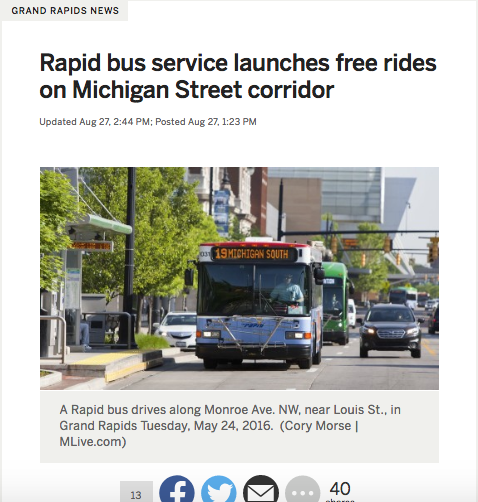 GRAND RAPIDS NEWS
Rapid bus service launches free rides
on Michigan Street corridor
Updated Aug 27, 2:44 PM; Posted Aug 27, 1:23 PM
19 MICHIGAN SOUTH
A Rapid bus drives along Monroe Ave. NW, near Louis St., in
Grand Rapids Tuesday, May 24, 2016. (Cory Morse |
MLive.com)
13
40
shares